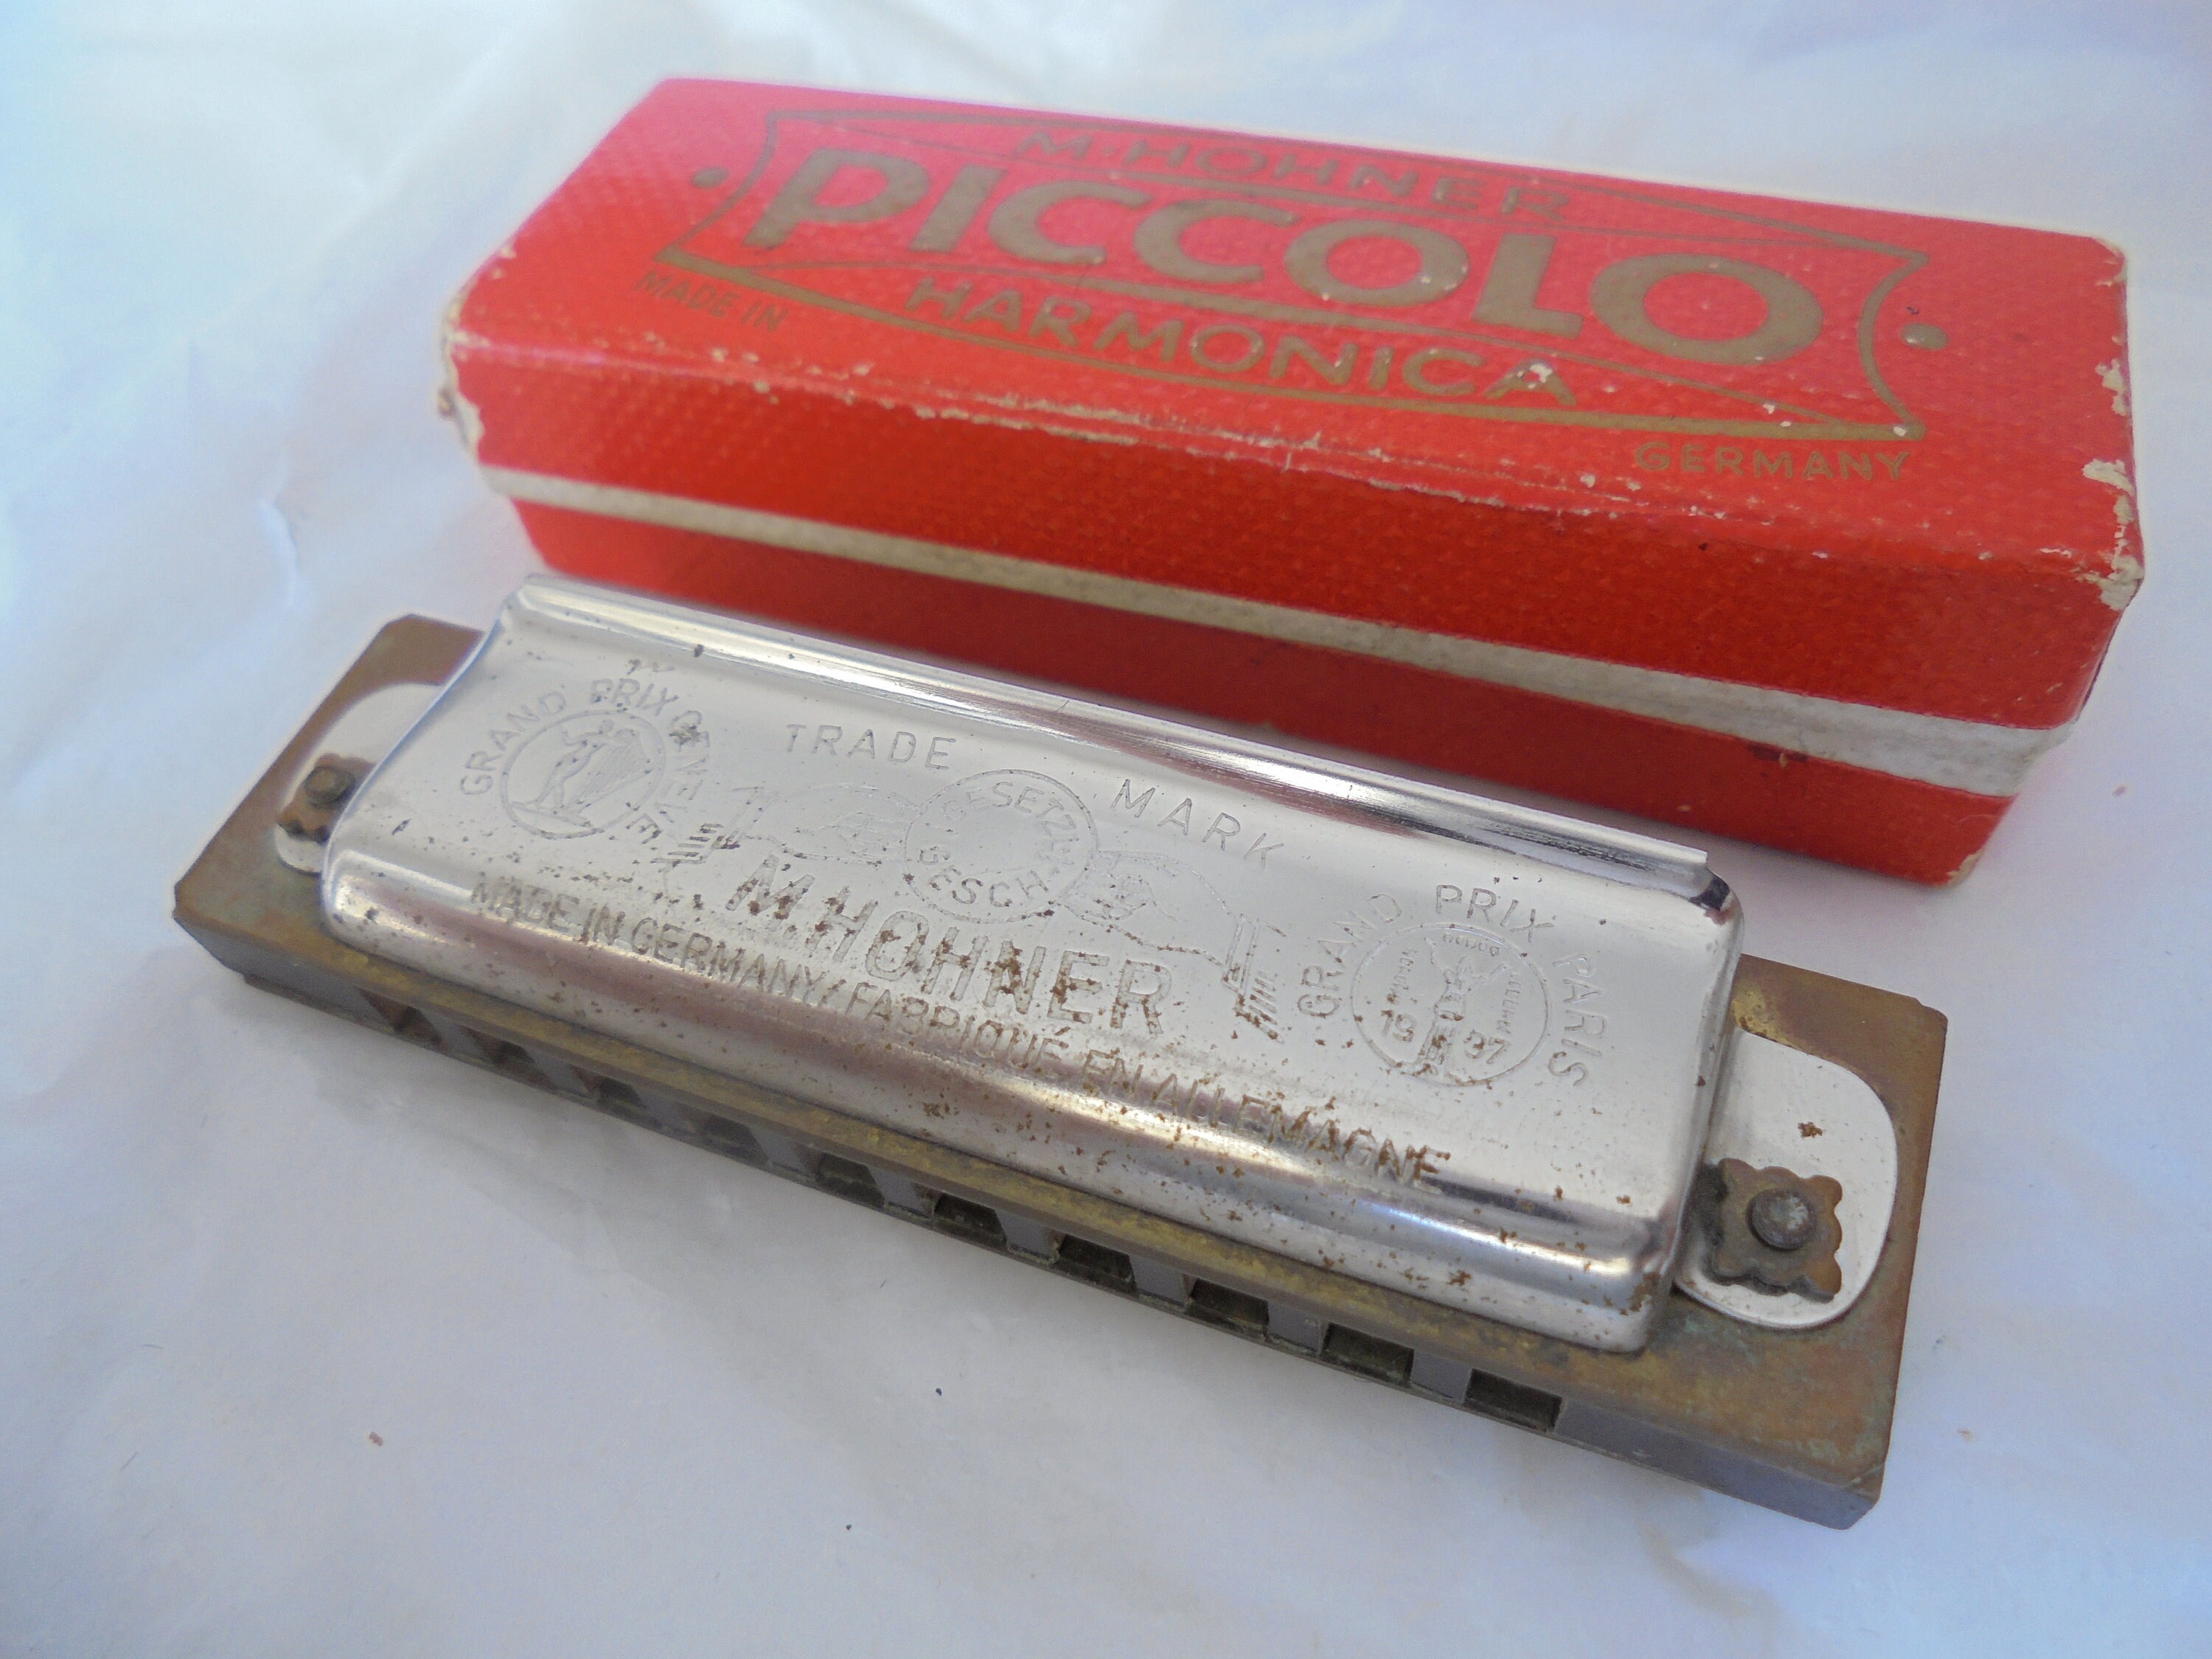 M·HOHNER
PICCOLO
HARMONICA
MADE IN
GERMANY
GRAND PRIX GENEVE
TRADE MARK
GESETZL. GESCH.
M.HOHNER
MADE IN GERMANY/FABRIQUÉ EN ALLEMAGNE
GRAND PRIX PARIS